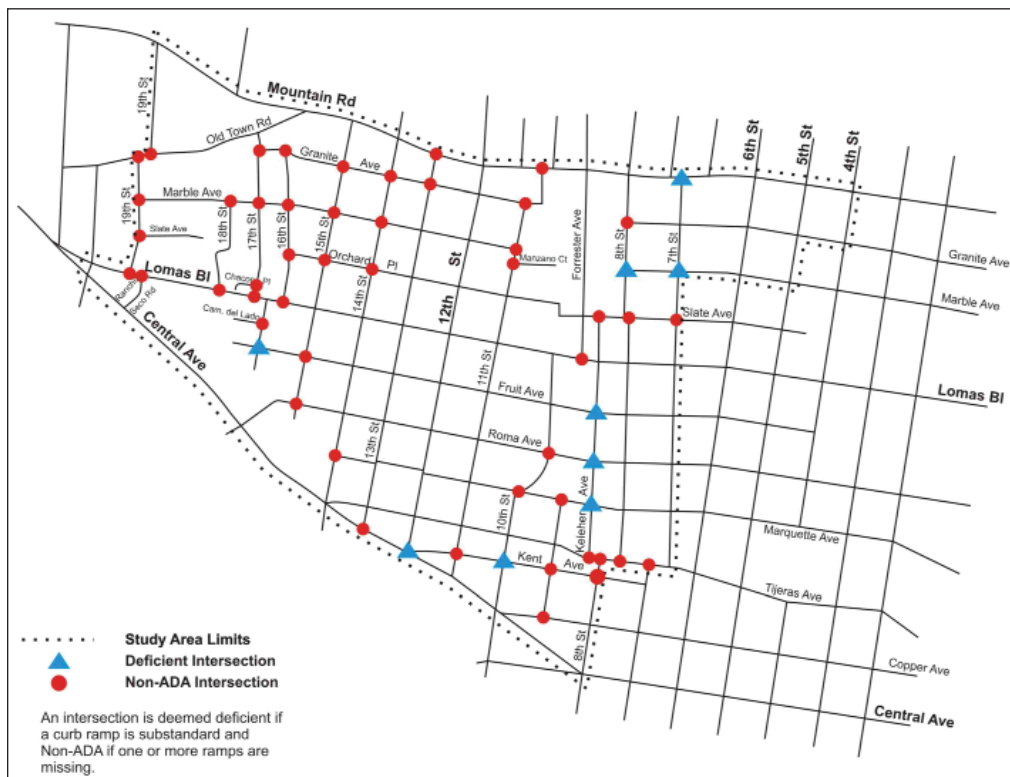 Mountain Rd
19th St
Old Town Rd
Granite Ave
6th St
5th St
4th St
Marble Ave
19th St
18th St
17th St
16th St
15th St
Slate Ave
Orchard Pl
14th St
12th St
Manzano Ct
Forrester Ave
8th St
7th St
Granite Ave
Marble Ave
Lomas Bl
Chacoma Pl
Rancho
Seco Rd
Cam. del Lado
Slate Ave
Central Ave
11th St
Fruit Ave
Lomas Bl
Roma Ave
13th St
10th St
Keleher Ave
Marquette Ave
Kent Ave
Tijeras Ave
8th St
Copper Ave
Central Ave
Study Area Limits
Deficient Intersection
Non-ADA Intersection
An intersection is deemed deficient if
a curb ramp is substandard and
Non-ADA if one or more ramps are
missing.